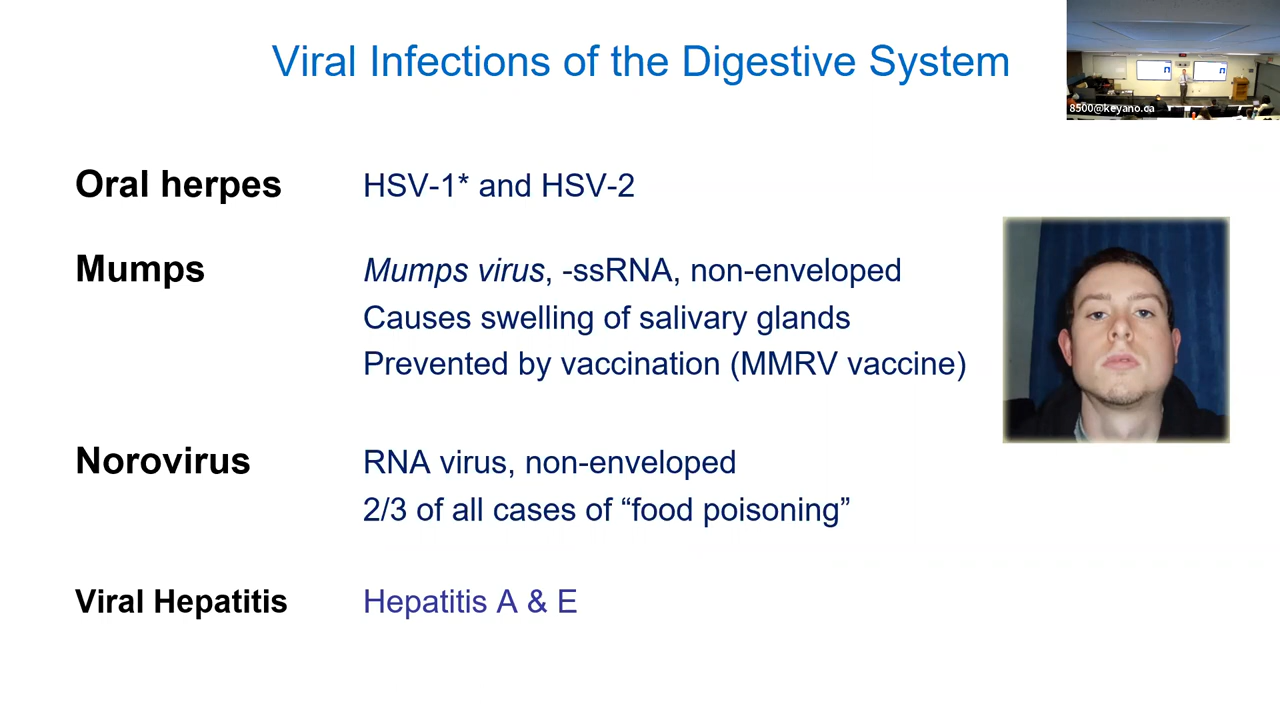 Viral Infections of the Digestive System
8500@keyano.ca
Oral herpes HSV-1* and HSV-2
Mumps Mumps virus, -ssRNA, non-enveloped
Causes swelling of salivary glands
Prevented by vaccination (MMRV vaccine)
Norovirus RNA virus, non-enveloped
2/3 of all cases of “food poisoning”
Viral Hepatitis Hepatitis A & E